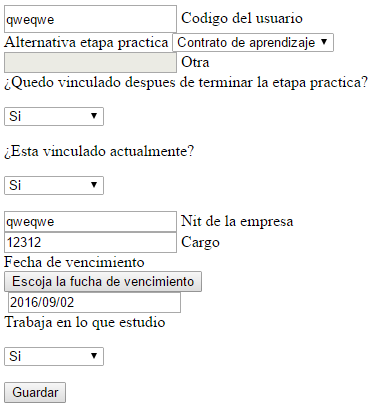 qweqwe Codigo del usuario
Alternativa etapa practica Contrato de aprendizaje
Otra
¿Quedo vinculado despues de terminar la etapa practica?
Si
¿Esta vinculado actualmente?
Si
qweqwe Nit de la empresa
12312 Cargo
Fecha de vencimiento
Escoja la fucha de vencimiento
2016/09/02
Trabaja en lo que estudio
Si
Guardar